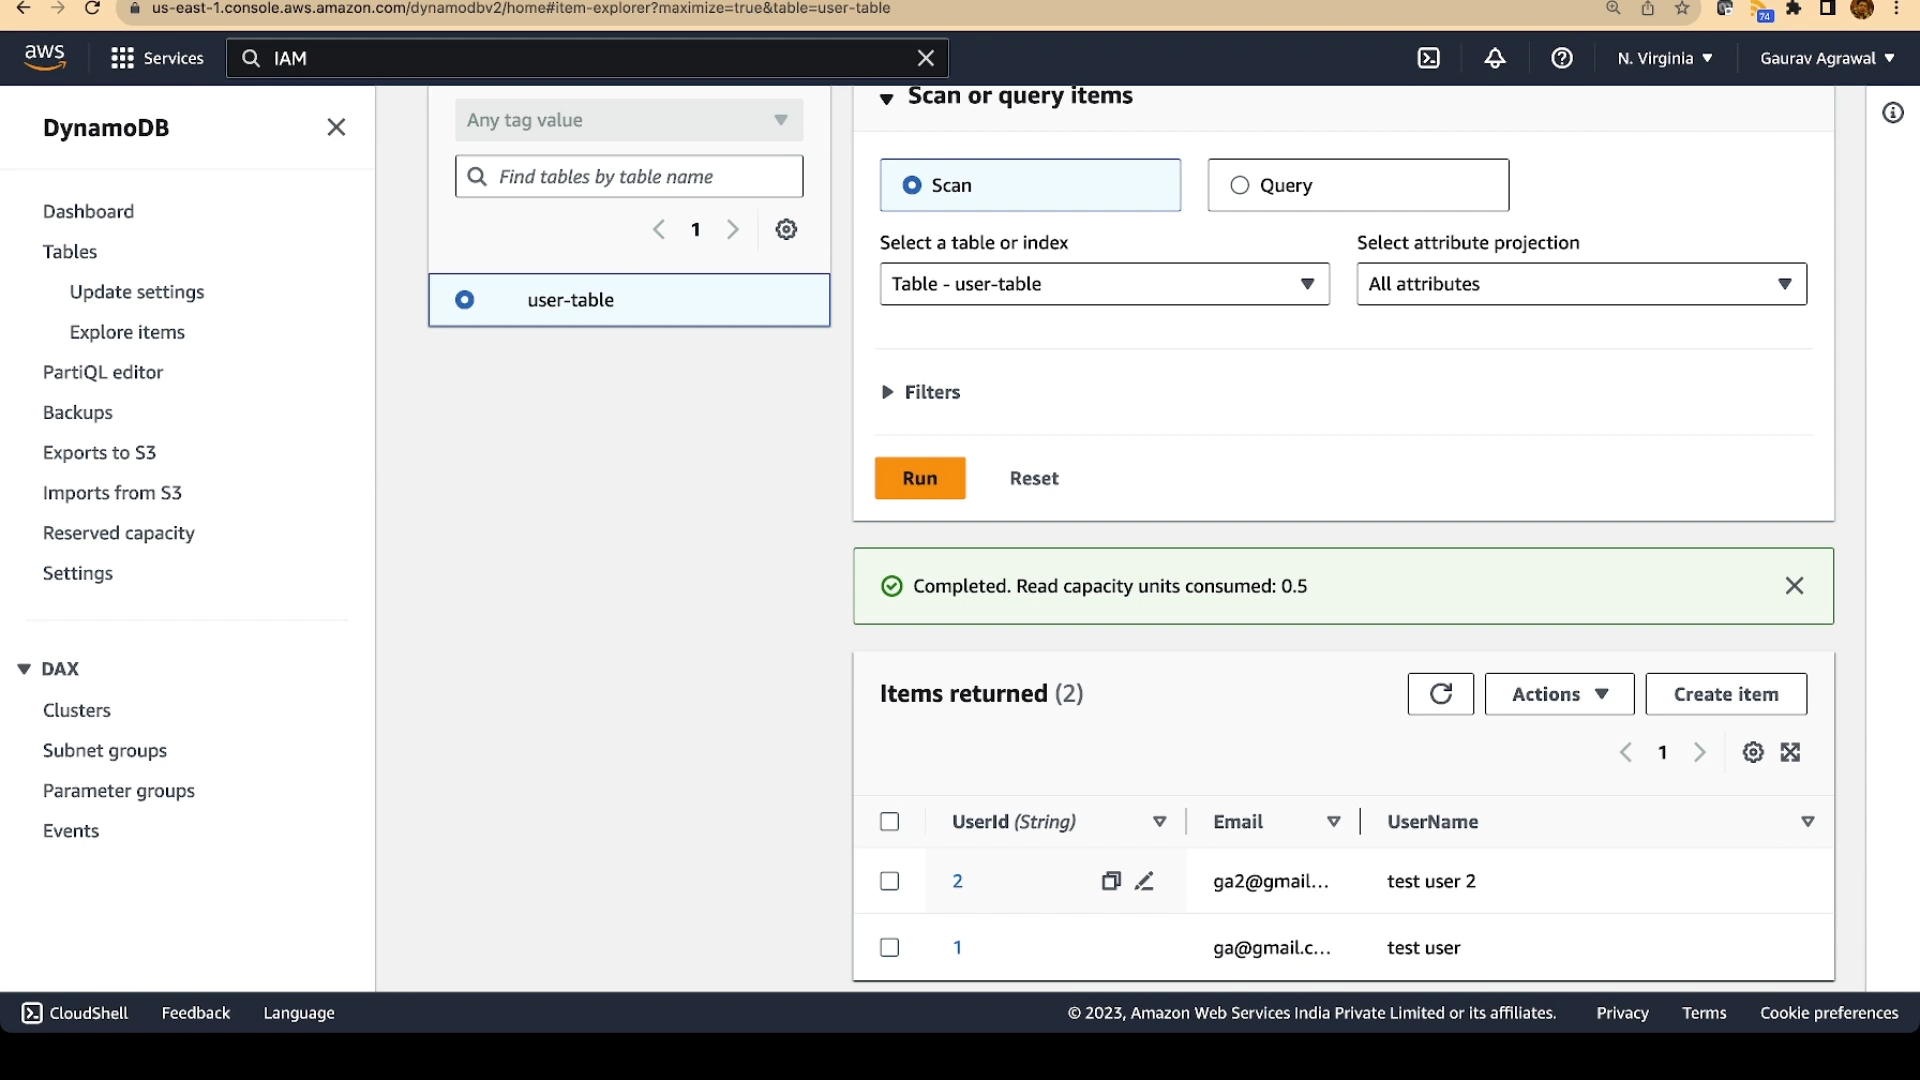 us-east-1.console.aws.amazon.com/dynamodbv2/home#item-explorer?maximize=true&table=user-table
74
aws
Services
IAM
N. Virginia
Gaurav Agrawal
DynamoDB
Dashboard
Tables
Update settings
Explore items
PartiQL editor
Backups
Exports to S3
Imports from S3
Reserved capacity
Settings
DAX
Clusters
Subnet groups
Parameter groups
Events
Any tag value
Find tables by table name
1
user-table
Scan or query items
Scan
Query
Select a table or index
Select attribute projection
Table - user-table
All attributes
Filters
Run
Reset
Completed. Read capacity units consumed: 0.5
Items returned (2)
Actions
Create item
1
UserId (String)
Email
UserName
2
ga2@gmail...
test user 2
1
ga@gmail.c...
test user
CloudShell
Feedback
Language
© 2023, Amazon Web Services India Private Limited or its affiliates.
Privacy
Terms
Cookie preferences